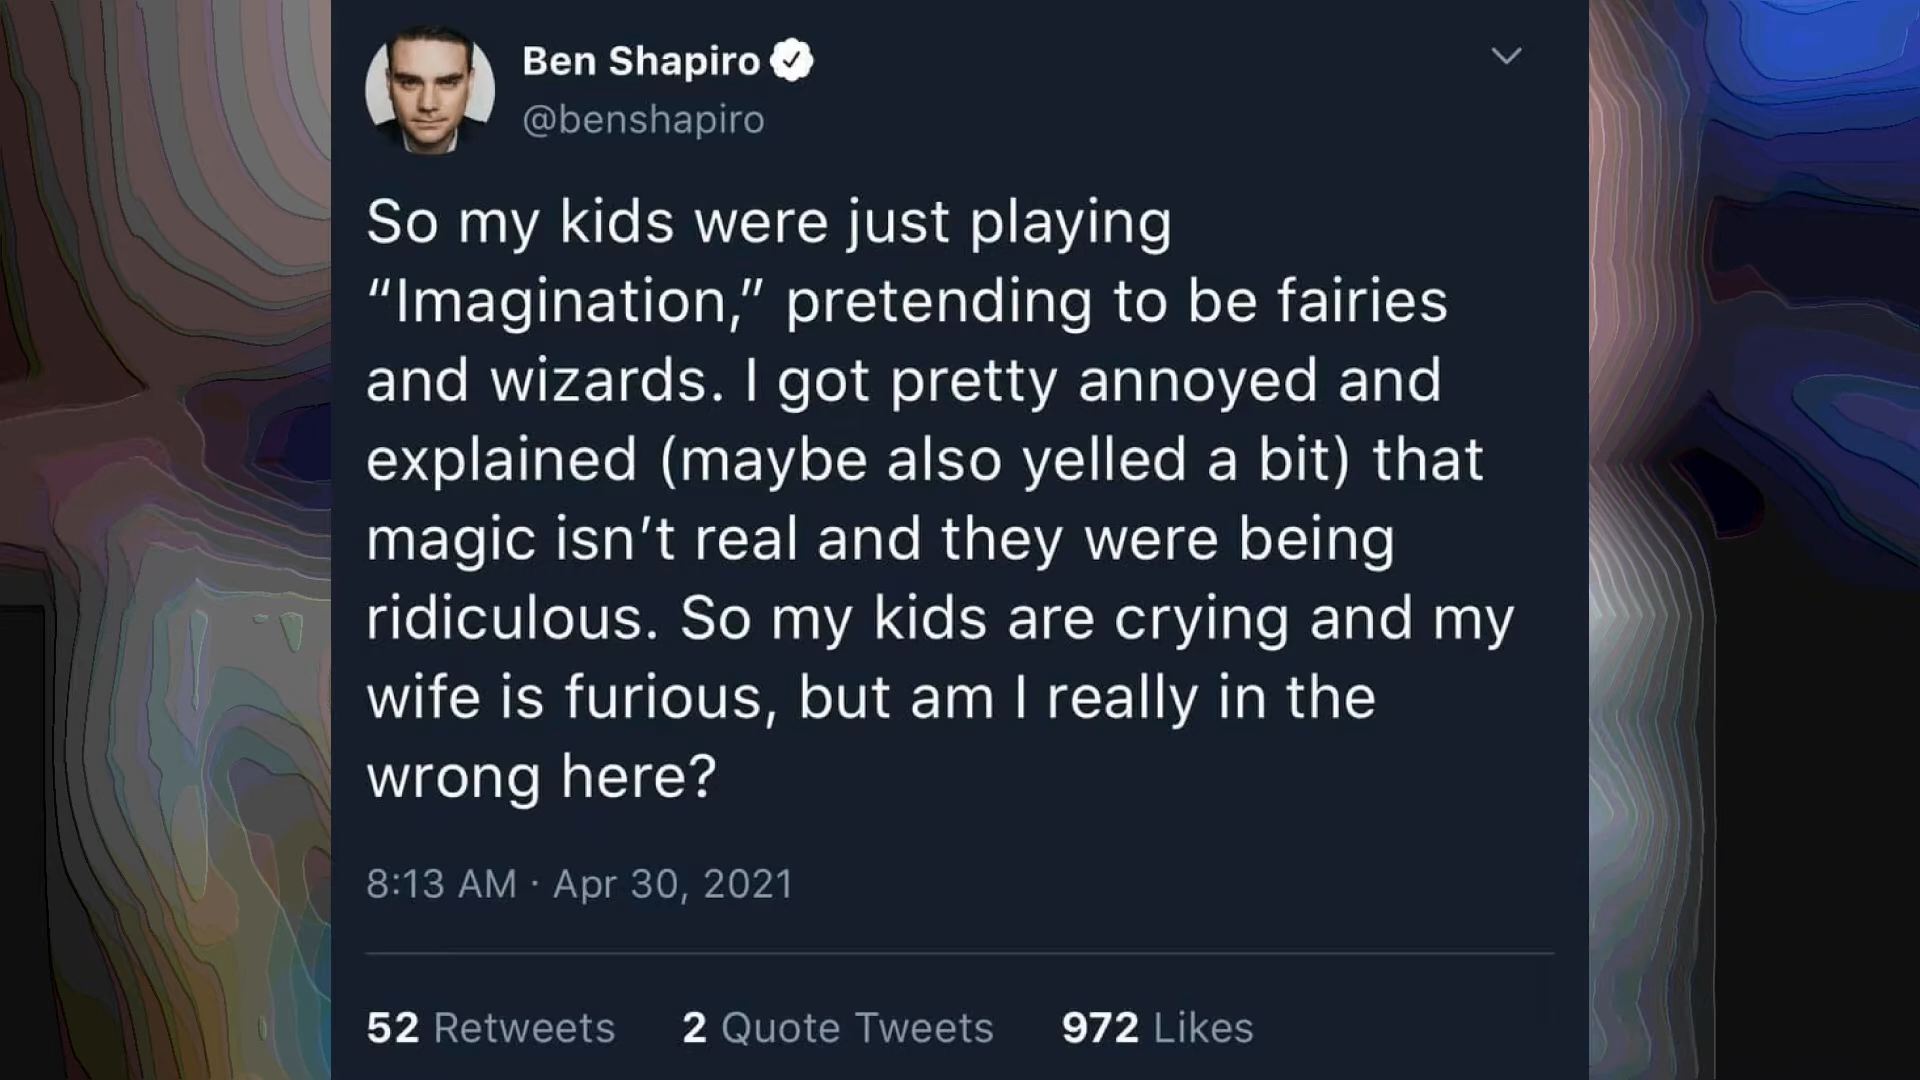 Ben Shapiro
@benshapiro
So my kids were just playing
“Imagination,” pretending to be fairies
and wizards. I got pretty annoyed and
explained (maybe also yelled a bit) that
magic isn’t real and they were being
ridiculous. So my kids are crying and my
wife is furious, but am I really in the
wrong here?
8:13 AM · Apr 30, 2021
52 Retweets 2 Quote Tweets 972 Likes